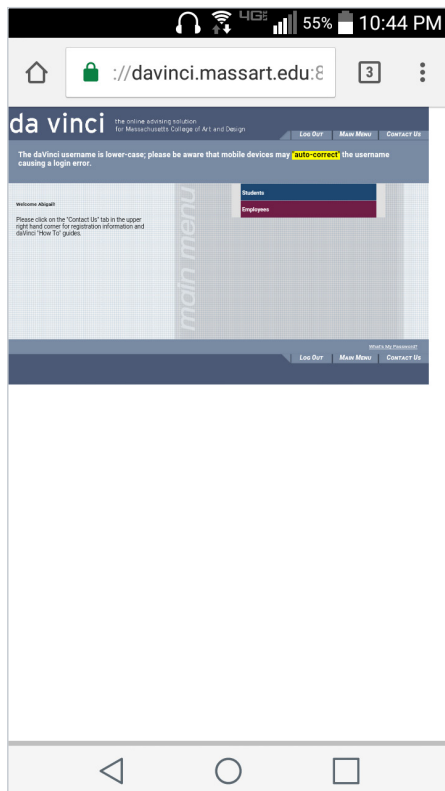 4G 55% 10:44 PM
://davinci.massart.edu:8 3
da vinci
the online advising solution
for Massachusetts College of Art and Design
LOG OUT MAIN MENU CONTACT US
The daVinci username is lower-case; please be aware that mobile devices may 'auto-correct' the username
causing a login error.
Welcome Abigail!
Please click on the "Contact Us" tab in the upper
right hand corner for registration information and
daVinci "How To" guides.
main menu
Students
Employees
What's My Password?
LOG OUT MAIN MENU CONTACT US